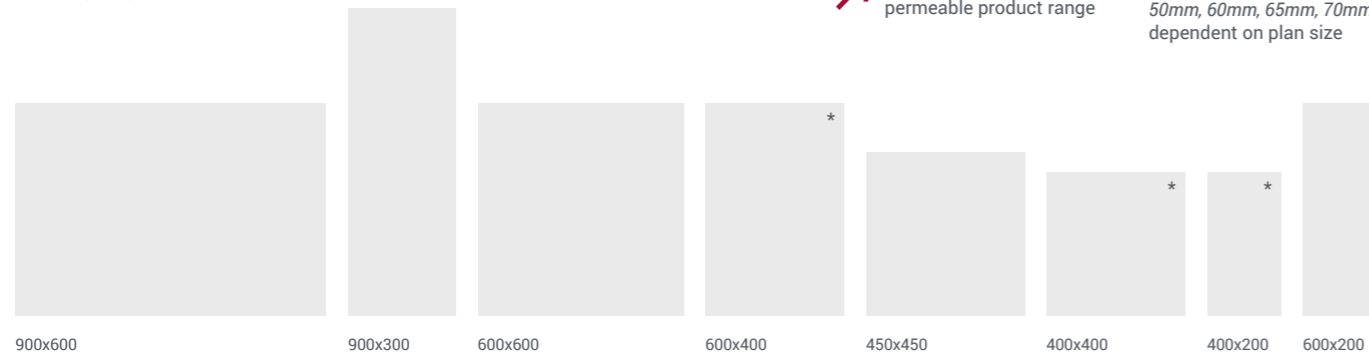 permeable product range
50mm, 60mm, 65mm, 70mm
dependent on plan size
*
*
*
900x600
900x300
600x600
600x400
450x450
400x400
400x200
600x200